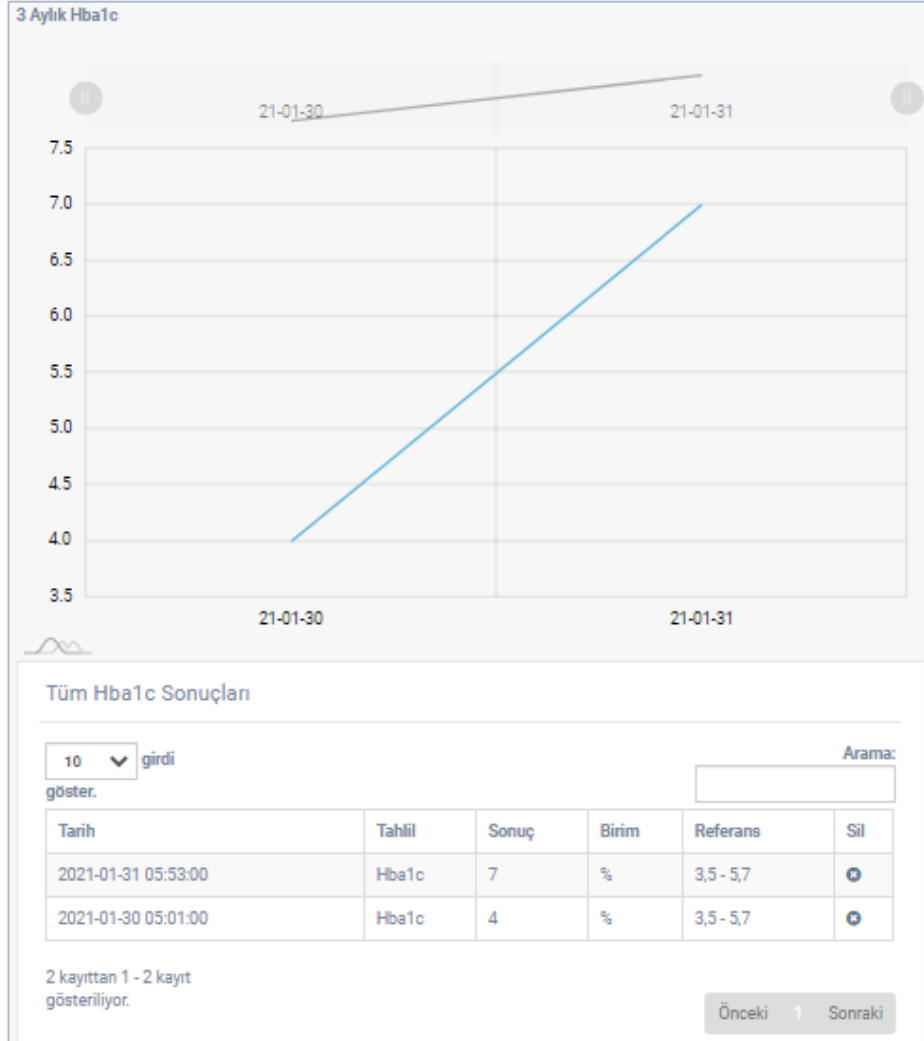 3 Aylık Hba1c
21-01-30 21-01-31
7.5
7.0
6.5
6.0
5.5
5.0
4.5
4.0
3.5
21-01-30 21-01-31
Tüm Hba1c Sonuçları
10 girdi
göster.
Arama:
Tarih Tahlil Sonuç Birim Referans Sil
2021-01-31 05:53:00 Hba1c 7 % 3,5 - 5,7
2021-01-30 05:01:00 Hba1c 4 % 3,5 - 5,7
2 kayıttan 1 - 2 kayıt
gösteriliyor.
Önceki 1 Sonraki